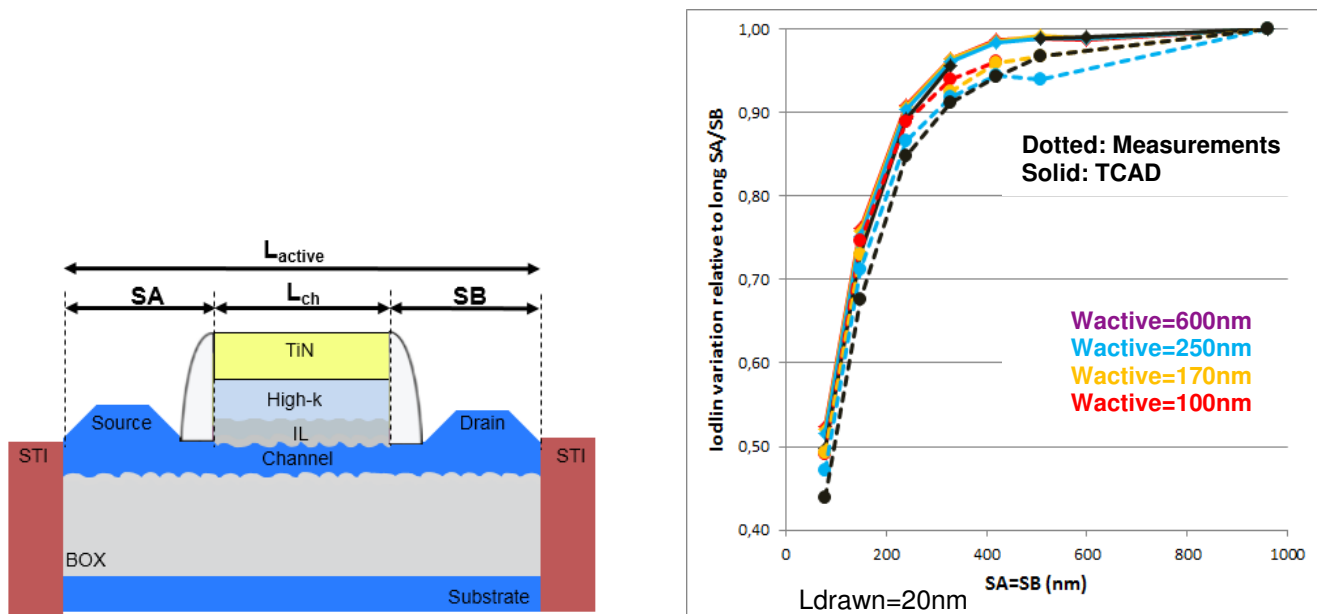 L_active
SA
L_ch
SB
TiN
High-k
IL
Source
Drain
STI
Channel
STI
BOX
Substrate
Iodlin variation relative to long SA/SB
1,00
0,90
0,80
0,70
0,60
0,50
0,40
Dotted: Measurements
Solid: TCAD
Wactive=600nm
Wactive=250nm
Wactive=170nm
Wactive=100nm
0 200 400 600 800 1000
SA=SB (nm)
Ldrawn=20nm